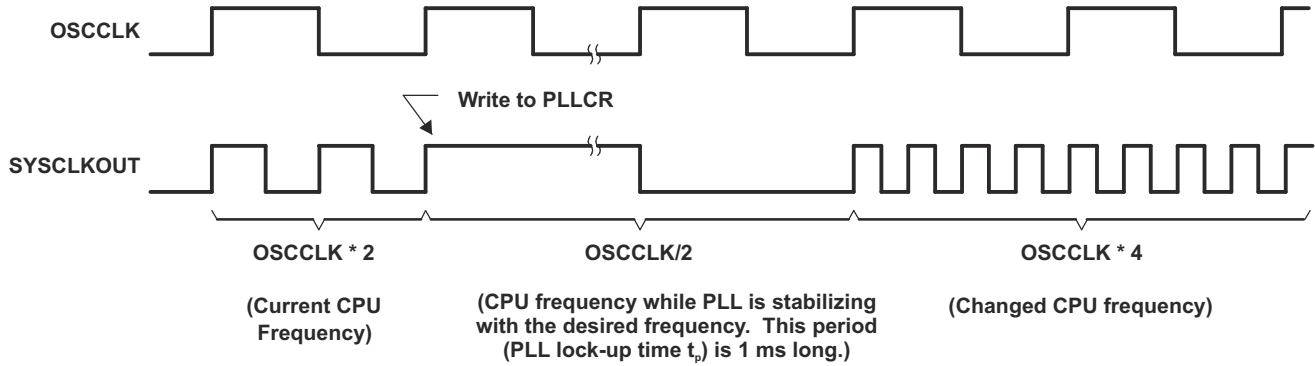 OSCCLK
Write to PLLCR
SYSCLKOUT
OSCCLK * 2
(Current CPU
Frequency)
OSCCLK/2
(CPU frequency while PLL is stabilizing
with the desired frequency. This period
(PLL lock-up time tp) is 1 ms long.)
OSCCLK * 4
(Changed CPU frequency)